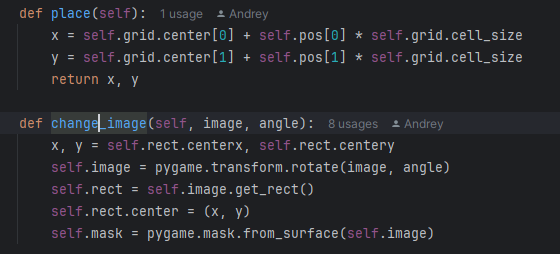 def place(self): 1 usage Andrey
x = self.grid.center[0] + self.pos[0] * self.grid.cell_size
y = self.grid.center[1] + self.pos[1] * self.grid.cell_size
return x, y
def change_image(self, image, angle): 8 usages Andrey
x, y = self.rect.centerx, self.rect.centery
self.image = pygame.transform.rotate(image, angle)
self.rect = self.image.get_rect()
self.rect.center = (x, y)
self.mask = pygame.mask.from_surface(self.image)